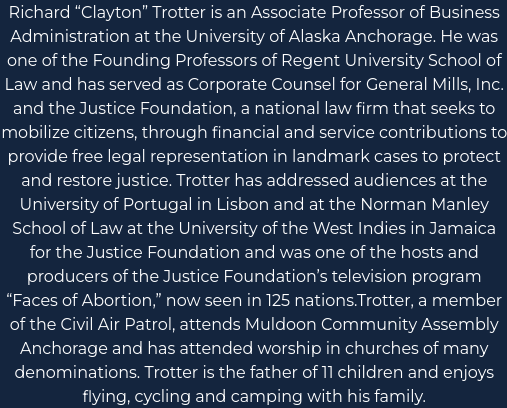 Richard “Clayton” Trotter is an Associate Professor of Business
Administration at the University of Alaska Anchorage. He was
one of the Founding Professors of Regent University School of
Law and has served as Corporate Counsel for General Mills, Inc.
and the Justice Foundation, a national law firm that seeks to
mobilize citizens, through financial and service contributions to
provide free legal representation in landmark cases to protect
and restore justice. Trotter has addressed audiences at the
University of Portugal in Lisbon and at the Norman Manley
School of Law at the University of the West Indies in Jamaica
for the Justice Foundation and was one of the hosts and
producers of the Justice Foundation’s television program
“Faces of Abortion,” now seen in 125 nations.Trotter, a member
of the Civil Air Patrol, attends Muldoon Community Assembly
Anchorage and has attended worship in churches of many
denominations. Trotter is the father of 11 children and enjoys
flying, cycling and camping with his family.